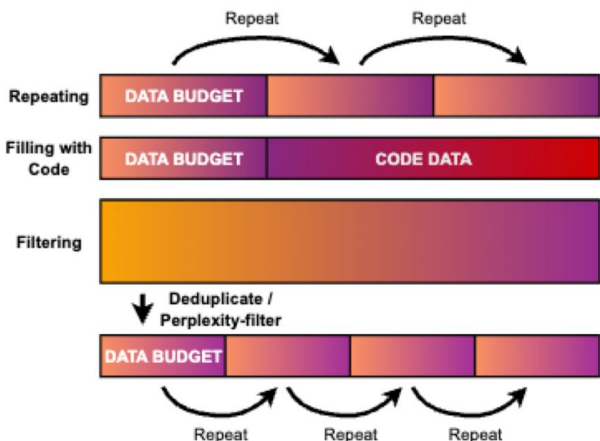 Repeat
Repeat
Repeating
DATA BUDGET
Filling with
Code
DATA BUDGET
CODE DATA
Filtering
Deduplicate /
Perplexity-filter
DATA BUDGET
Repeat
Repeat
Repeat